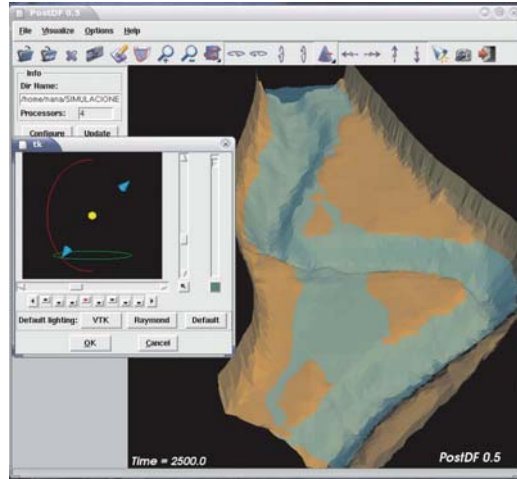 PostDF 0.5
File Visualize Options Help
Info
Dir Name:
/home/nana/SIMULACIONE
Processors: 4
Configure Update
tk
Default lighting: VTK Raymond Default
OK Cancel
Time = 2500.0
PostDF 0.5